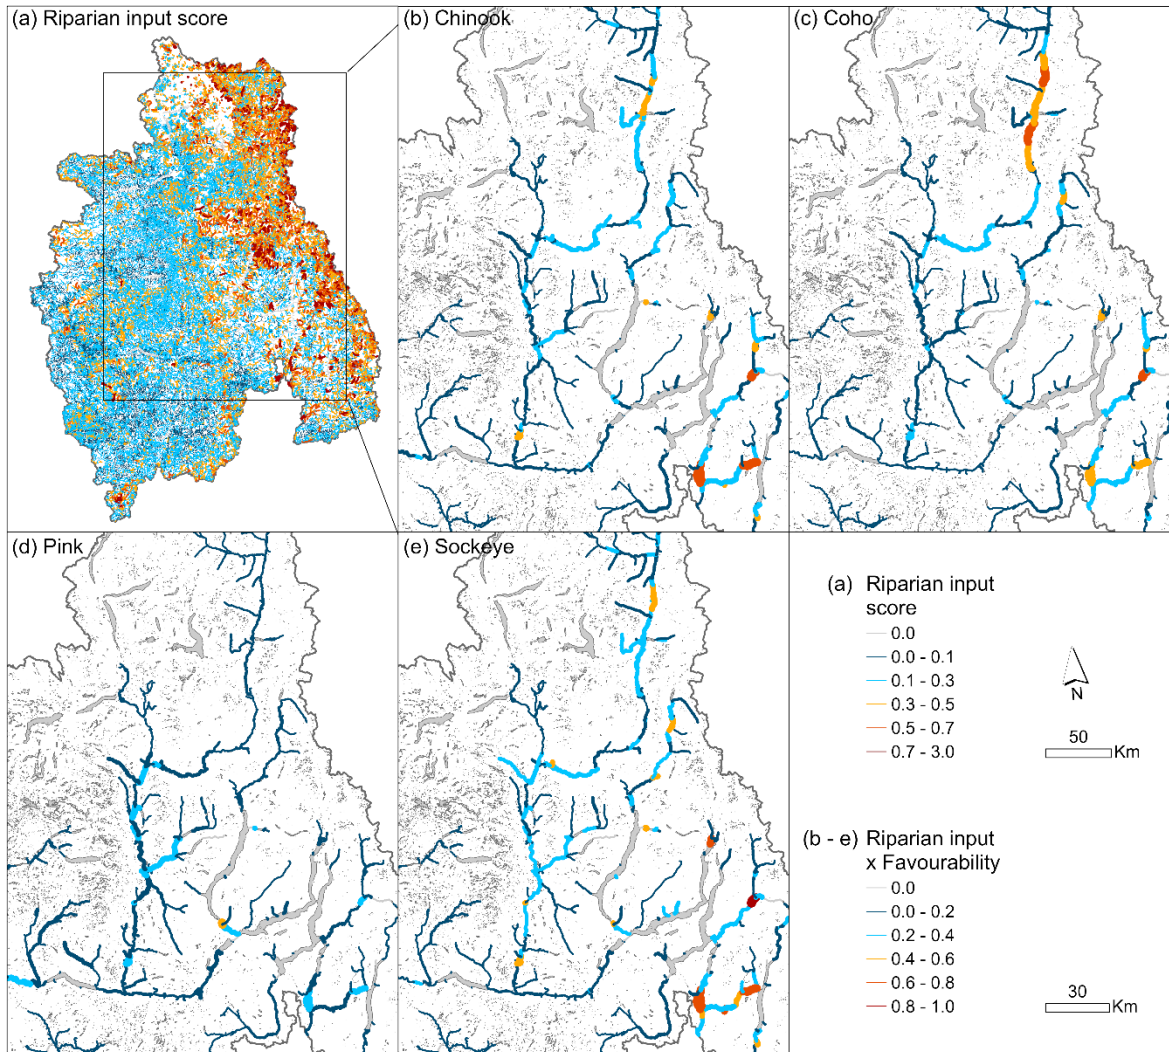 (a) Riparian input score
(b) Chinook
(c) Coho
(d) Pink
(e) Sockeye
(a) Riparian input
score
0.0
0.0 - 0.1
0.1 - 0.3
0.3 - 0.5
0.5 - 0.7
0.7 - 3.0
N
50
Km
(b - e) Riparian input
x Favourability
0.0
0.0 - 0.2
0.2 - 0.4
0.4 - 0.6
0.6 - 0.8
0.8 - 1.0
30
Km